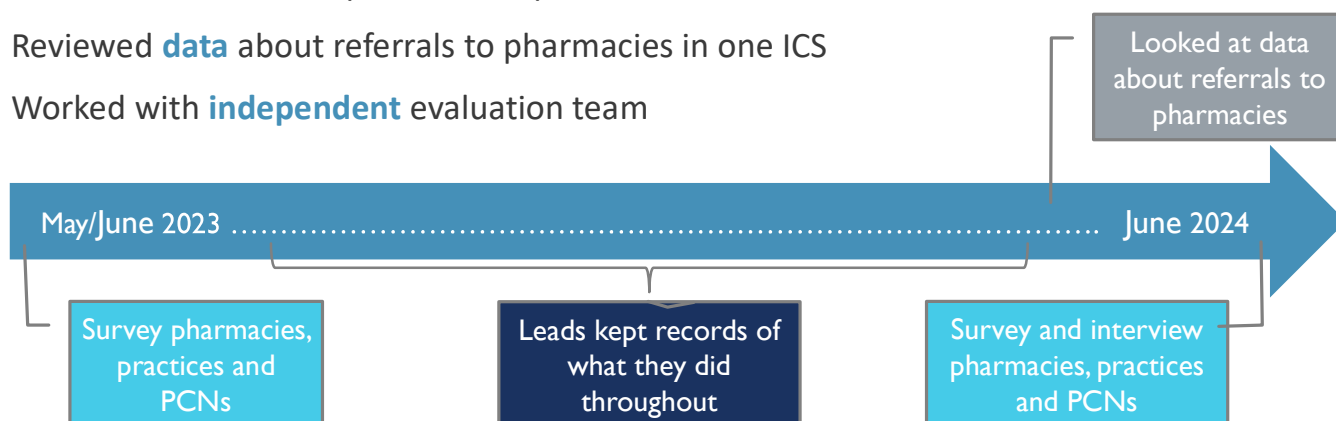 Reviewed data about referrals to pharmacies in one ICS
Worked with independent evaluation team
Looked at data
about referrals to
pharmacies
May/June 2023 ........................................................................................ June 2024
Survey pharmacies,
practices and
PCNs
Leads kept records of
what they did
throughout
Survey and interview
pharmacies, practices
and PCNs